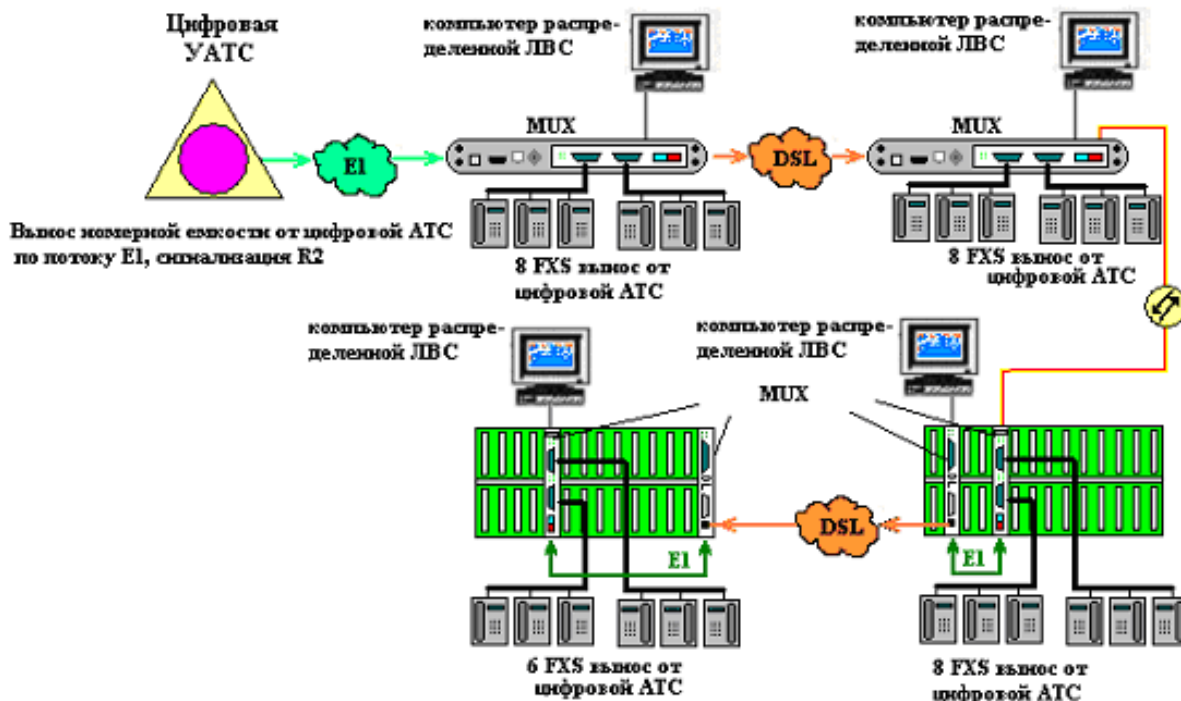 Цифровая
УАТС
компьютер распре-
деленной ЛВС
компьютер распре-
деленной ЛВС
MUX
MUX
E1
DSL
Вынос номерной емкости от цифровой АТС
по потоку E1, сигнализация R2
8 FXS вынос от
цифровой АТС
8 FXS вынос от
цифровой АТС
компьютер распре-
деленной ЛВС
компьютер распре-
деленной ЛВС
MUX
DL
DL
DSL
E1
E1
6 FXS вынос от
цифровой АТС
8 FXS вынос от
цифровой АТС